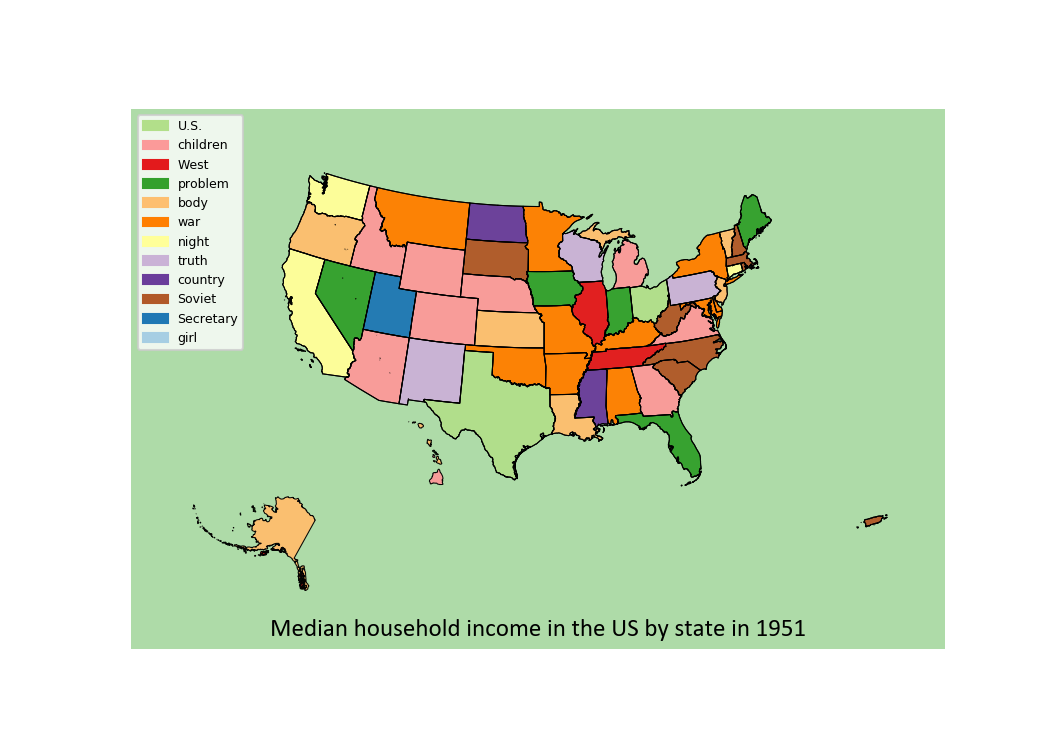 U.S.
children
West
problem
body
war
night
truth
country
Soviet
Secretary
girl
Median household income in the US by state in 1951